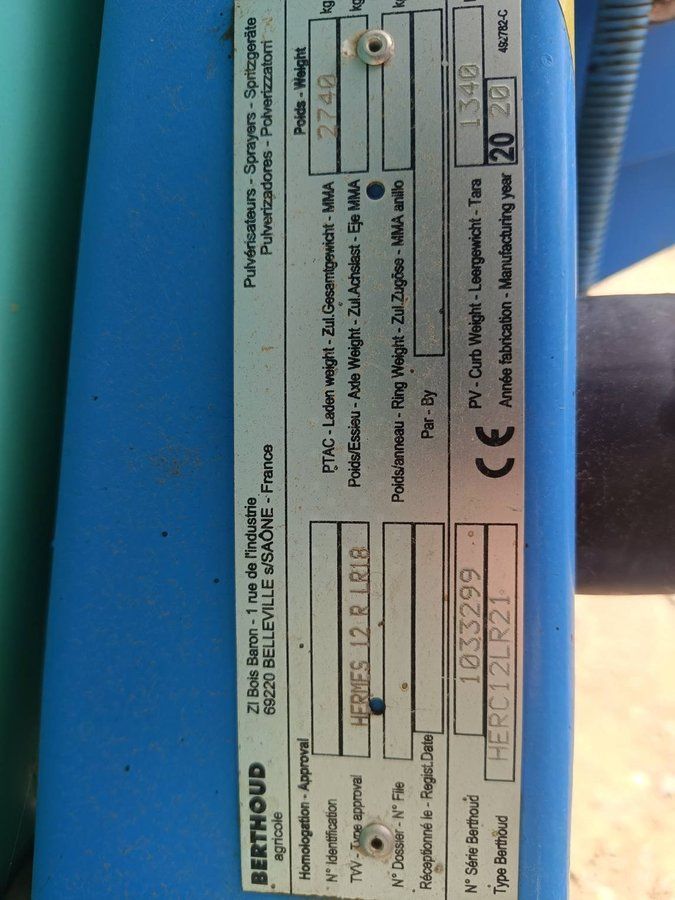 BERTHOUD
agricole
ZI Bois Baron - 1 rue de l'industrie
69220 BELLEVILLE s/SAÔNE - France
Pulvérisateurs - Sprayers - Spritzgeräte
Pulverizadores - Polverizzatorri
Homologation - Approval
Poids - Weight
N° Identification
PTAC - Laden weight - Zul.Gesamtgewicht - MMA
2740
kg
TVV - Type approval
HERMES 12 R LR18
Poids/Essieu - Axle Weight - Zul.Achslast - Eje MMA
kg
N° Dossier - N° File
Poids/anneau - Ring Weight - Zul.Zugöse - MMA anillo
Réceptionné le - Regist.Date
Par - By
N° Série Berthoud
1033299
CE
PV - Curb Weight - Leergewicht - Tara
1340
Type Berthoud
HERC12LR21
Année fabrication - Manufacturing year
20 20
492782-C